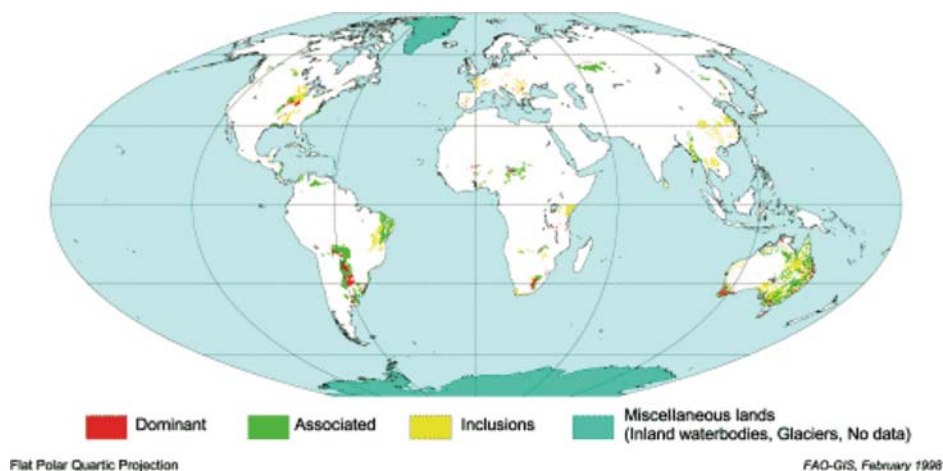 Dominant
Associated
Inclusions
Miscellaneous lands
(Inland waterbodies, Glaciers, No data)
Flat Polar Quartic Projection
FAO-GIS, February 1998